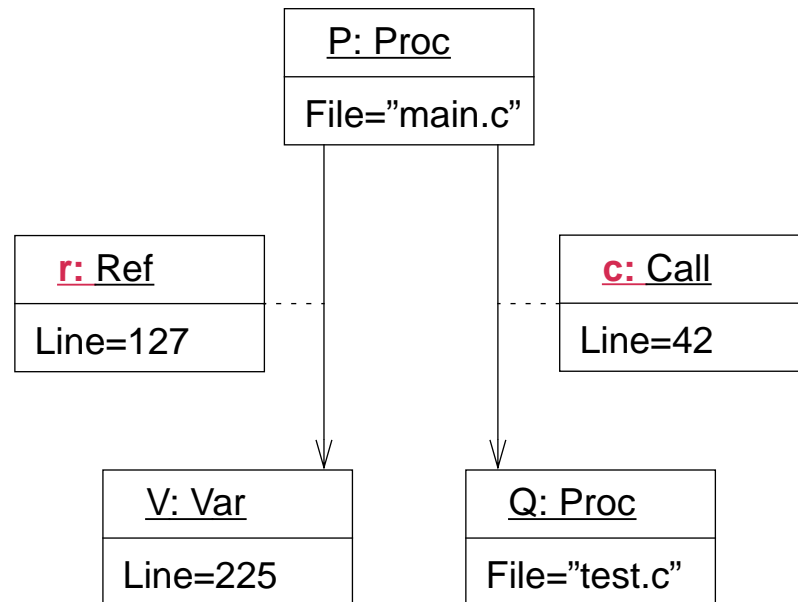 P: Proc
File=”main.c”
r: Ref
Line=127
c: Call
Line=42
V: Var
Line=225
Q: Proc
File=”test.c”